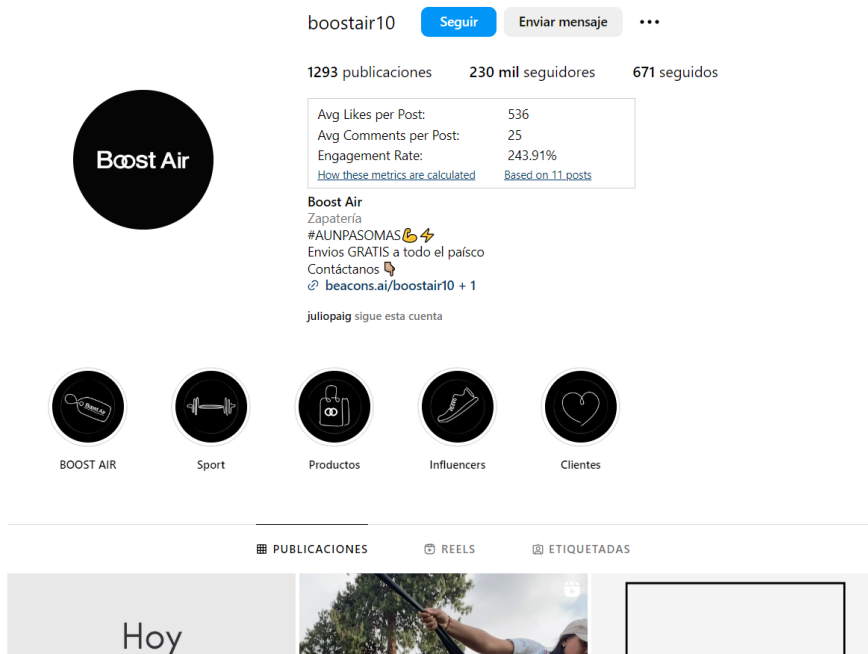 boostair10 Seguir Enviar mensaje
1293 publicaciones 230 mil seguidores 671 seguidos
Boost Air
Avg Likes per Post: 536
Avg Comments per Post: 25
Engagement Rate: 243.91%
How these metrics are calculated Based on 11 posts
Boost Air
Zapatería
#AUNPASOMAS💪⚡
Envios GRATIS a todo el paísco
Contáctanos 👇🏽
beacons.ai/boostair10 + 1
juliopaig sigue esta cuenta
Boost Air
BOOST AIR Sport Productos Influencers Clientes
PUBLICACIONES REELS ETIQUETADAS
Hoy